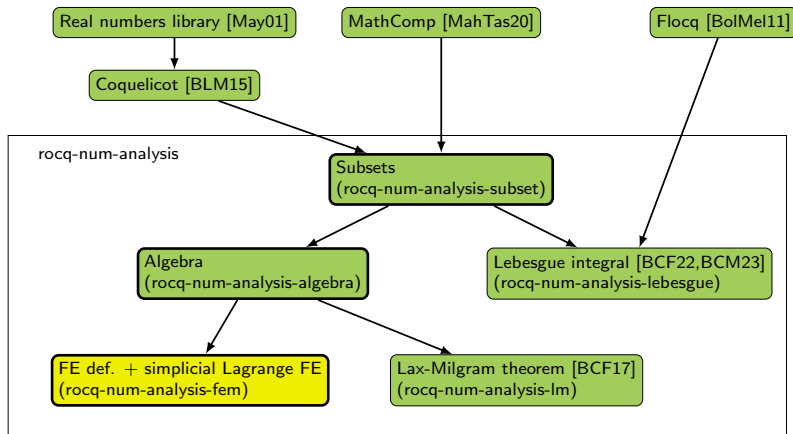 Real numbers library [May01]
MathComp [MahTas20]
Flocq [BolMel11]
Coquelicot [BLM15]
rocq-num-analysis
Subsets
(rocq-num-analysis-subset)
Algebra
(rocq-num-analysis-algebra)
Lebesgue integral [BCF22,BCM23]
(rocq-num-analysis-lebesgue)
FE def. + simplicial Lagrange FE
(rocq-num-analysis-fem)
Lax-Milgram theorem [BCF17]
(rocq-num-analysis-lm)